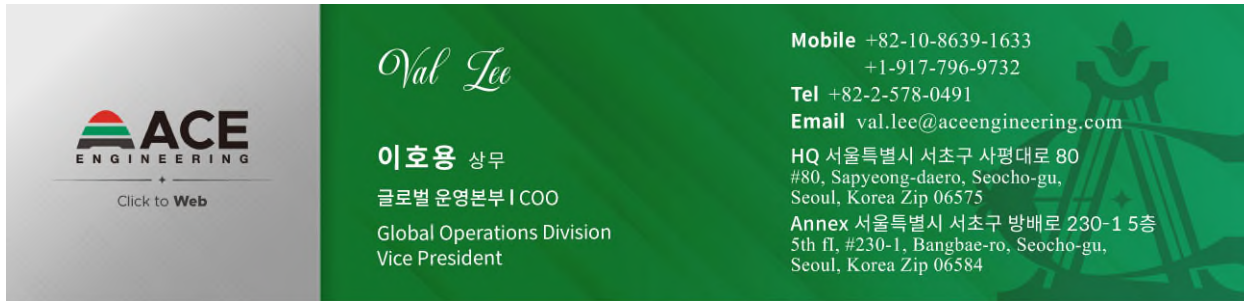 ACE
ENGINEERING
Click to Web
Val Lee
이호용 상무
글로벌 운영본부 l COO
Global Operations Division
Vice President
Mobile +82-10-8639-1633
+1-917-796-9732
Tel +82-2-578-0491
Email val.lee@aceengineering.com
HQ 서울특별시 서초구 사평대로 80
#80, Sapyeong-daero, Seocho-gu,
Seoul, Korea Zip 06575
Annex 서울특별시 서초구 방배로 230-1 5층
5th fl, #230-1, Bangbae-ro, Seocho-gu,
Seoul, Korea Zip 06584